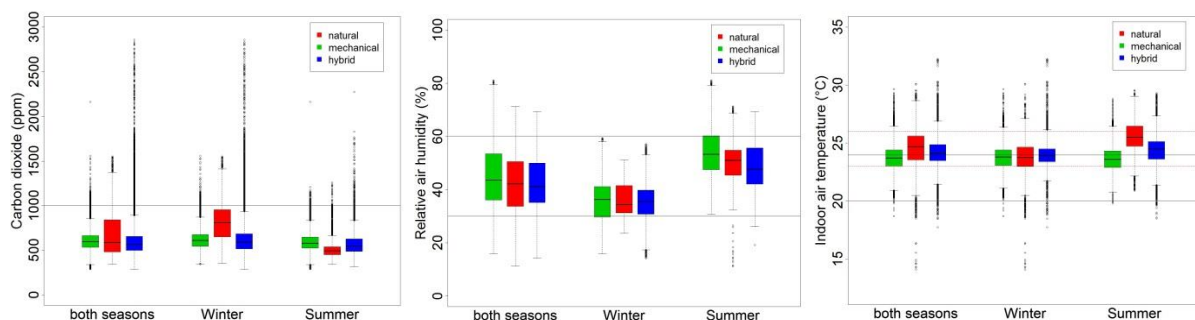 Carbon dioxide (ppm)
3000
2500
2000
1500
1000
500
0
natural
mechanical
hybrid
both seasons Winter Summer
Relative air humidity (%)
100
80
60
40
20
0
natural
mechanical
hybrid
both seasons Winter Summer
Indoor air temperature (°C)
35
30
25
20
15
natural
mechanical
hybrid
both seasons Winter Summer